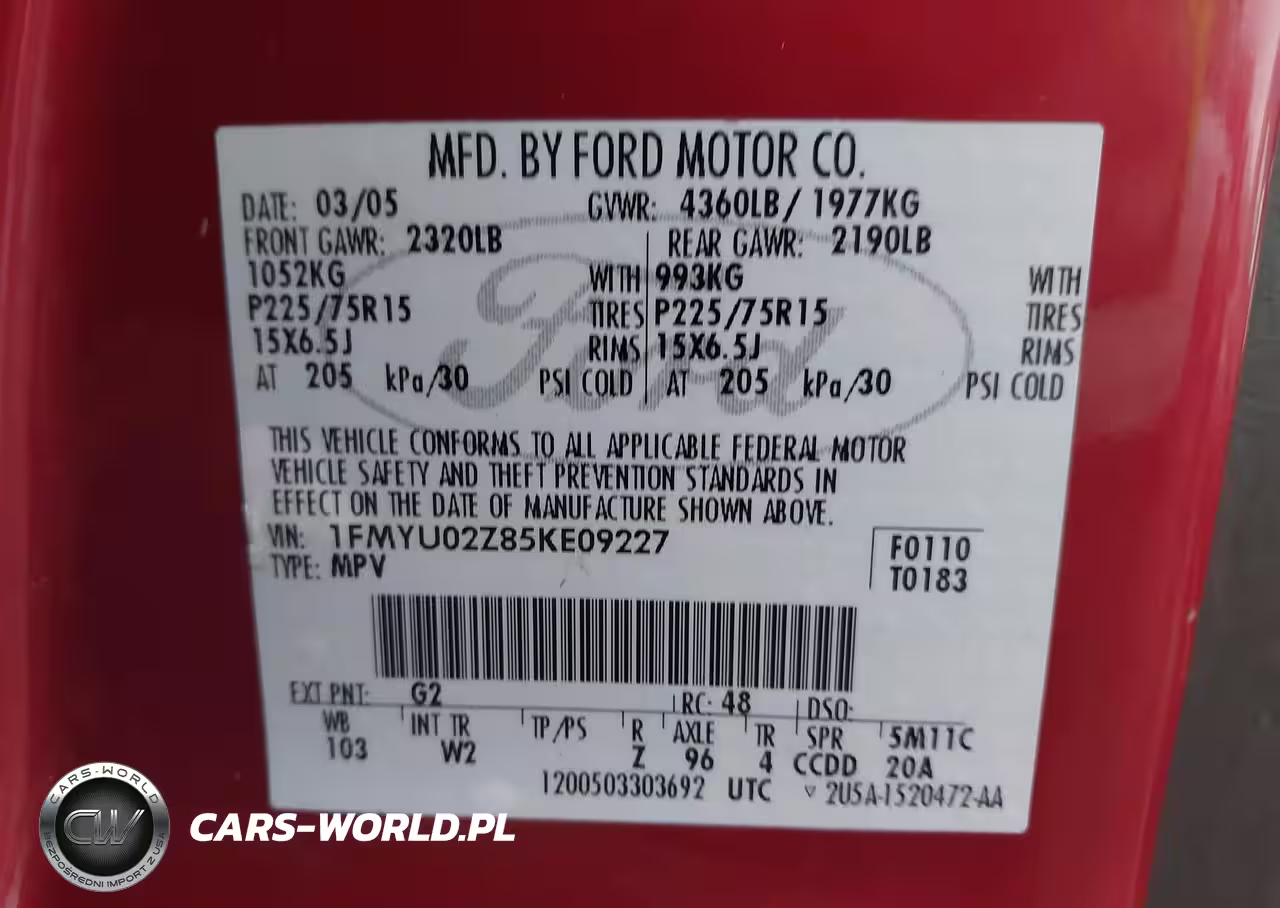 MFD. BY FORD MOTOR CO.
DATE: 03/05 GVWR: 4360LB / 1977KG
FRONT GAWR: 2320LB REAR GAWR: 2190LB
1052KG WITH 993KG WITH
P225/75R15 TIRES P225/75R15 TIRES
15X6.5J RIMS 15X6.5J RIMS
AT 205 kPa/30 PSI COLD AT 205 kPa/30 PSI COLD
Ford
THIS VEHICLE CONFORMS TO ALL APPLICABLE FEDERAL MOTOR
VEHICLE SAFETY AND THEFT PREVENTION STANDARDS IN
EFFECT ON THE DATE OF MANUFACTURE SHOWN ABOVE.
VIN: 1FMYU02Z85KE09227 F0110
TYPE: MPV T0183
EXT PNT: G2 RC: 48 DSO:
WB INT TR TP/PS R AXLE TR SPR 5M11C
103 W2 Z 96 4 CCDD 20A
1200503303692 UTC ▽ 2U5A-1520472-AA
CARS-WORLD
CW
BEZPOŚREDNI IMPORT Z USA
CARS-WORLD.PL